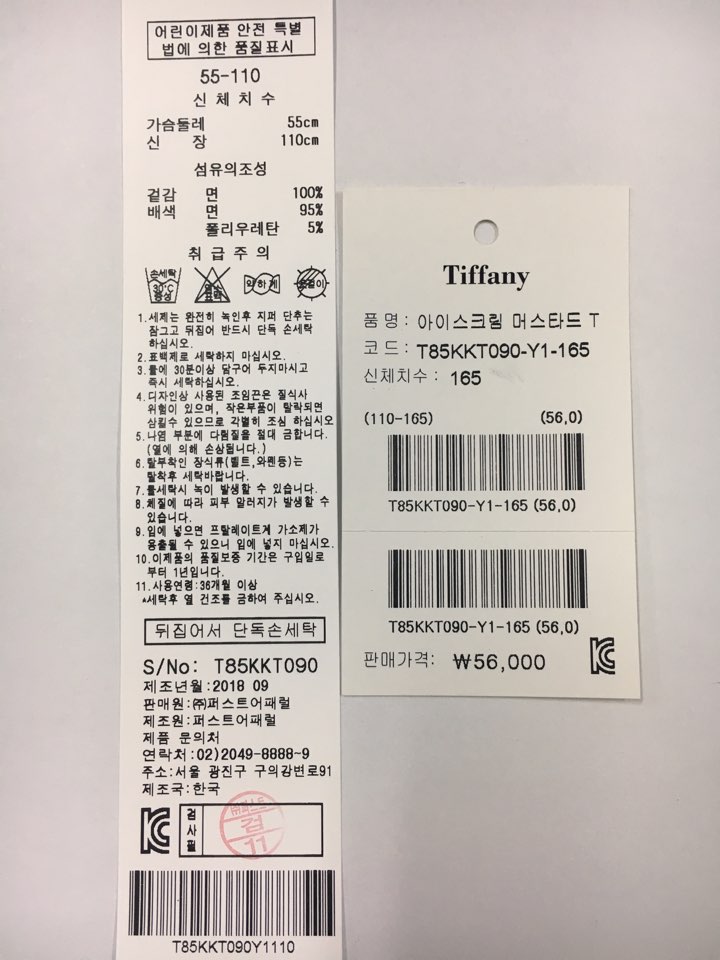 어린이제품 안전 특별
법에 의한 품질표시
55-110
신 체 치 수
가슴둘레 55cm
신 장 110cm
섬유의조성
겉감 면 100%
배색 면 95%
폴리우레탄 5%
취 급 주 의
손세탁
30℃
중성
염소
표백
약하게
옷걸이
1.세제는 완전히 녹인후 지퍼 단추는
잠그고 뒤집어 반드시 단독 손세탁
하십시오.
2.표백제로 세탁하지 마십시오.
3.물에 30분이상 담구어 두지마시고
즉시 세탁하십시오.
4.디자인상 사용된 조임끈은 질식사
위험이 있으며, 작은부품이 탈락되면
삼킬수 있으므로 각별히 조심 하십시오
5.나염 부분에 다림질을 절대 금합니다.
(열에 의해 손상됩니다.)
6.탈부착인 장식류(벨트,와펜등)는
탈착후 세탁바랍니다.
7.물세탁시 녹이 발생할 수 있습니다.
8.체질에 따라 피부 알러지가 발생할 수
있습니다.
9.입에 넣으면 프탈레이트계 가소제가
용출될 수 있으니 입에 넣지 마십시오.
10.이제품의 품질보증 기간은 구입일로
부터 1년입니다.
11.사용연령:36개월 이상
*세탁후 열 건조를 금하여 주십시오.
뒤집어서 단독손세탁
S/No: T85KKT090
제조년월:2018 09
판매원:㈜퍼스트어패럴
제조원:퍼스트어패럴
제품 문의처
연락처:02)2049-8888~9
주소:서울 광진구 구의강변로91
제조국:한국
검사필
㈜퍼스트
검
11
T85KKT090Y1110
Tiffany
품 명: 아이스크림 머스타드 T
코 드: T85KKT090-Y1-165
신체치수: 165
(110-165) (56,0)
T85KKT090-Y1-165 (56,0)
T85KKT090-Y1-165 (56,0)
판매가격: ₩56,000